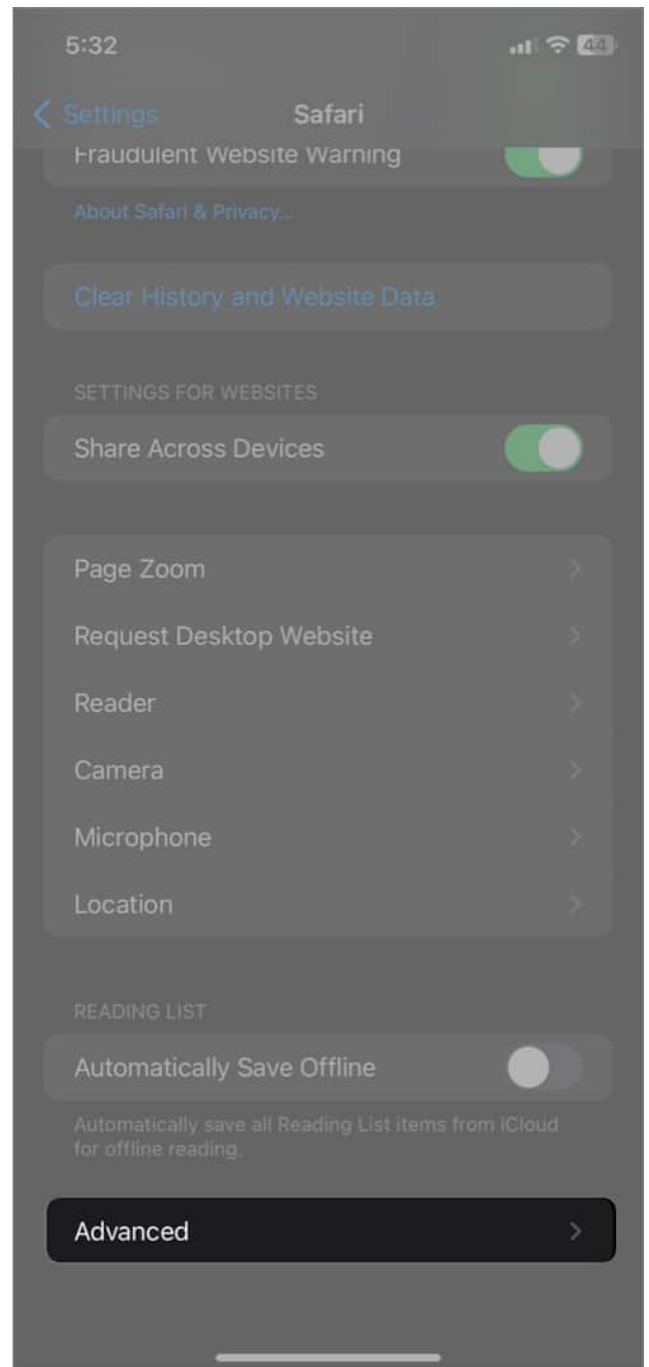 5:32
44
Settings
Safari
Fraudulent Website Warning
About Safari & Privacy...
Clear History and Website Data
SETTINGS FOR WEBSITES
Share Across Devices
Page Zoom
Request Desktop Website
Reader
Camera
Microphone
Location
READING LIST
Automatically Save Offline
Automatically save all Reading List items from iCloud
for offline reading.
Advanced